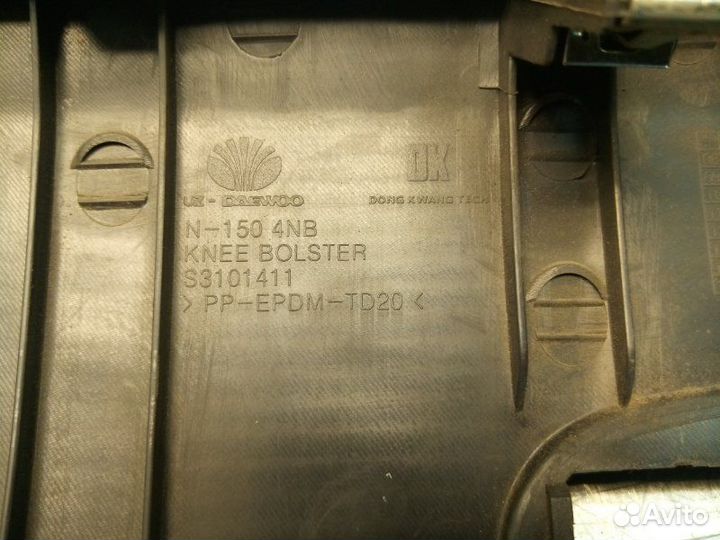 UZ-DAEWOO
DK
DONG KWANG TECH
N-150 4NB
KNEE BOLSTER
S3101411
> PP-EPDM-TD20 <
Avito